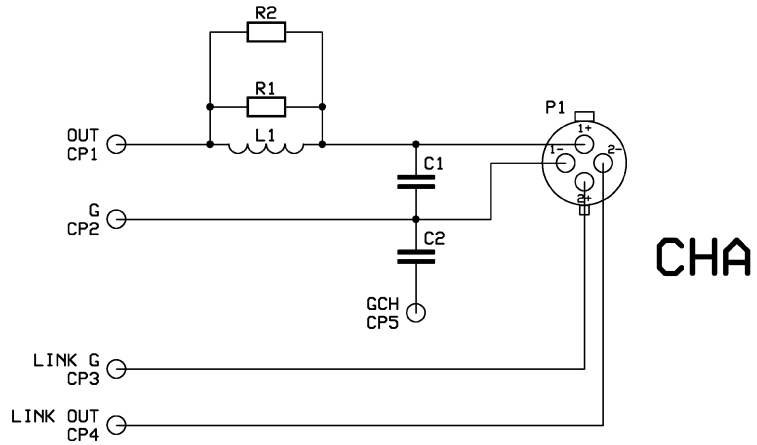 R2
R1
P1
1+
OUT
L1
CP1
1-
2-
C1
2+
G
CP2
C2
CHA
GCH
CP5
LINK G
CP3
LINK OUT
CP4